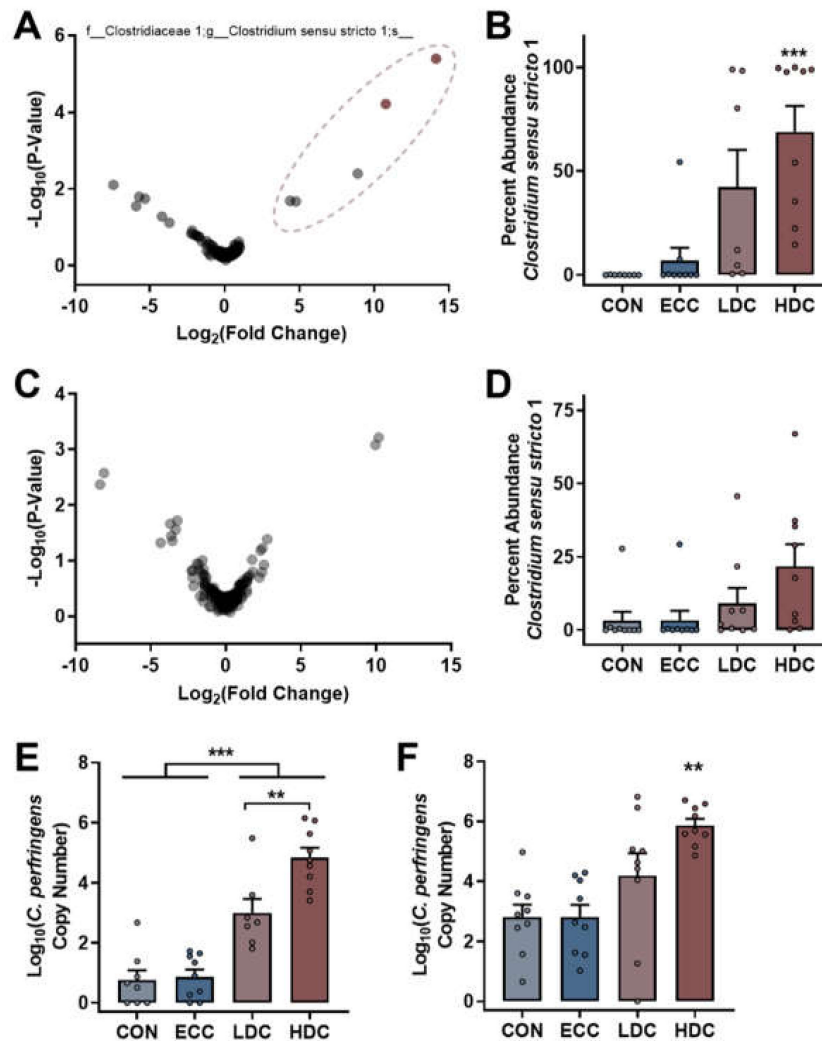 A
f__Clostridiaceae 1;g__Clostridium sensu stricto 1;s__
6
4
2
0
-Log10(P-Value)
-10
-5
0
5
10
15
Log2(Fold Change)
B
***
100
50
0
Percent Abundance
Clostridium sensu stricto 1
CON
ECC
LDC
HDC
C
4
3
2
1
0
-Log10(P-Value)
-10
-5
0
5
10
15
Log2(Fold Change)
D
75
50
25
0
Percent Abundance
Clostridium sensu stricto 1
CON
ECC
LDC
HDC
E
***
**
8
6
4
2
0
Log10(C. perfringens
Copy Number)
CON
ECC
LDC
HDC
F
**
8
6
4
2
0
Log10(C. perfringens
Copy Number)
CON
ECC
LDC
HDC